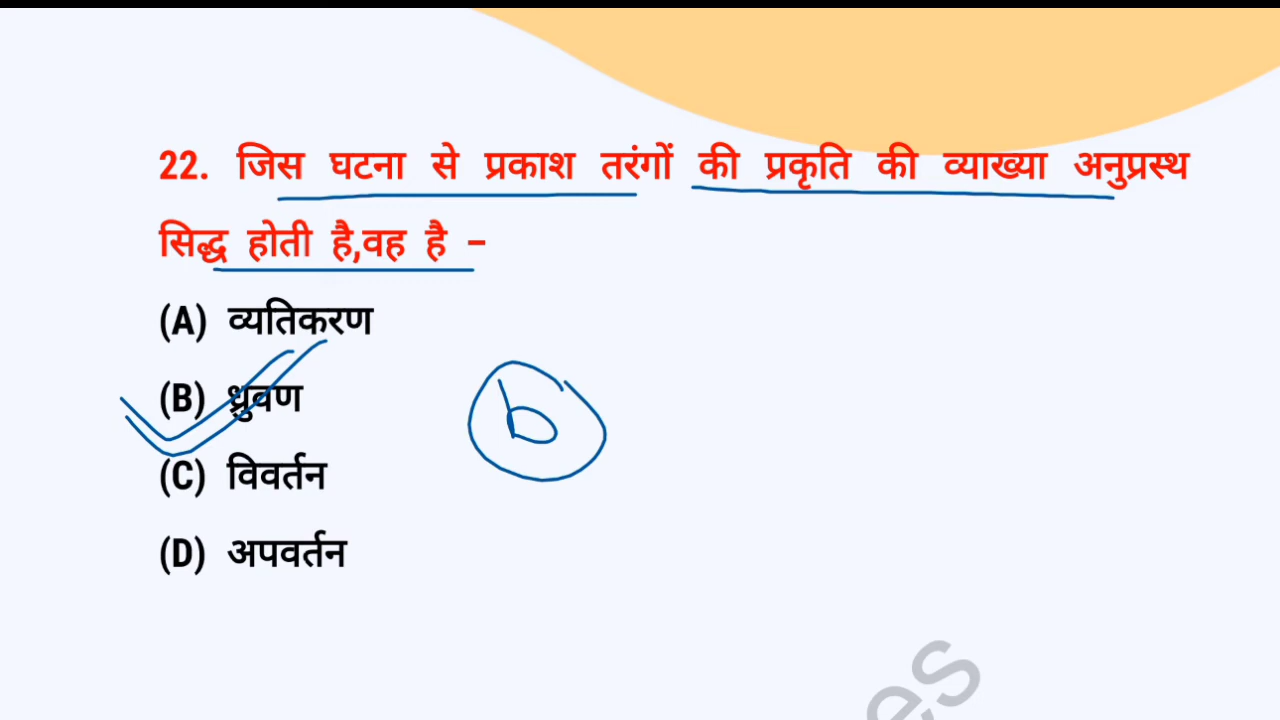 22. जिस घटना से प्रकाश तरंगों की प्रकृति की व्याख्या अनुप्रस्थ
सिद्ध होती है,वह है –
(A) व्यतिकरण
(B) ध्रुवण
b
(C) विवर्तन
(D) अपवर्तन